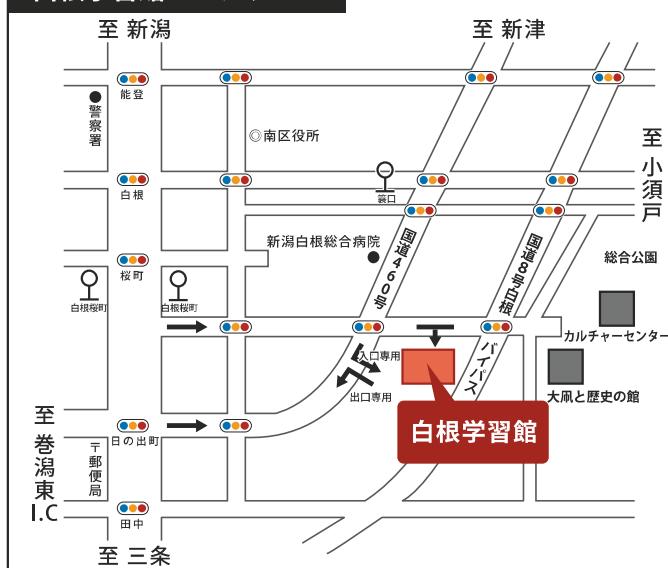 至 新潟
至 新津
能登
警察署
◎南区役所
至 小須戸
白根
簑口
新潟白根総合病院
国道460号
国道8号白根
バイパス
総合公園
桜町
白根桜町
白根桜町
カルチャーセンター
入口専用
出口専用
大凧と歴史の館
至 巻潟東 I.C
日の出町
〒郵便局
白根学習館
田中
至 三条